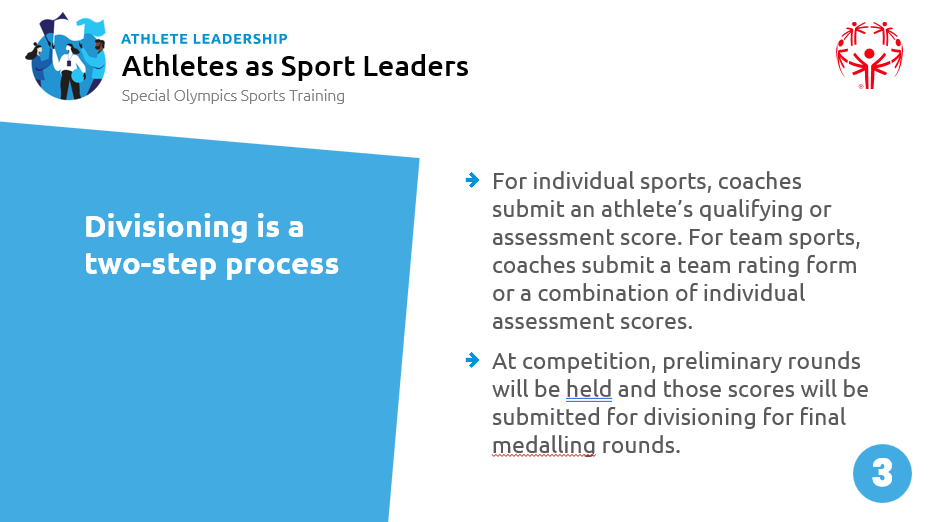 ATHLETE LEADERSHIP
Athletes as Sport Leaders
Special Olympics Sports Training
®
Divisioning is a
two-step process
For individual sports, coaches
submit an athlete’s qualifying or
assessment score. For team sports,
coaches submit a team rating form
or a combination of individual
assessment scores.
At competition, preliminary rounds
will be held and those scores will be
submitted for divisioning for final
medalling rounds.
3